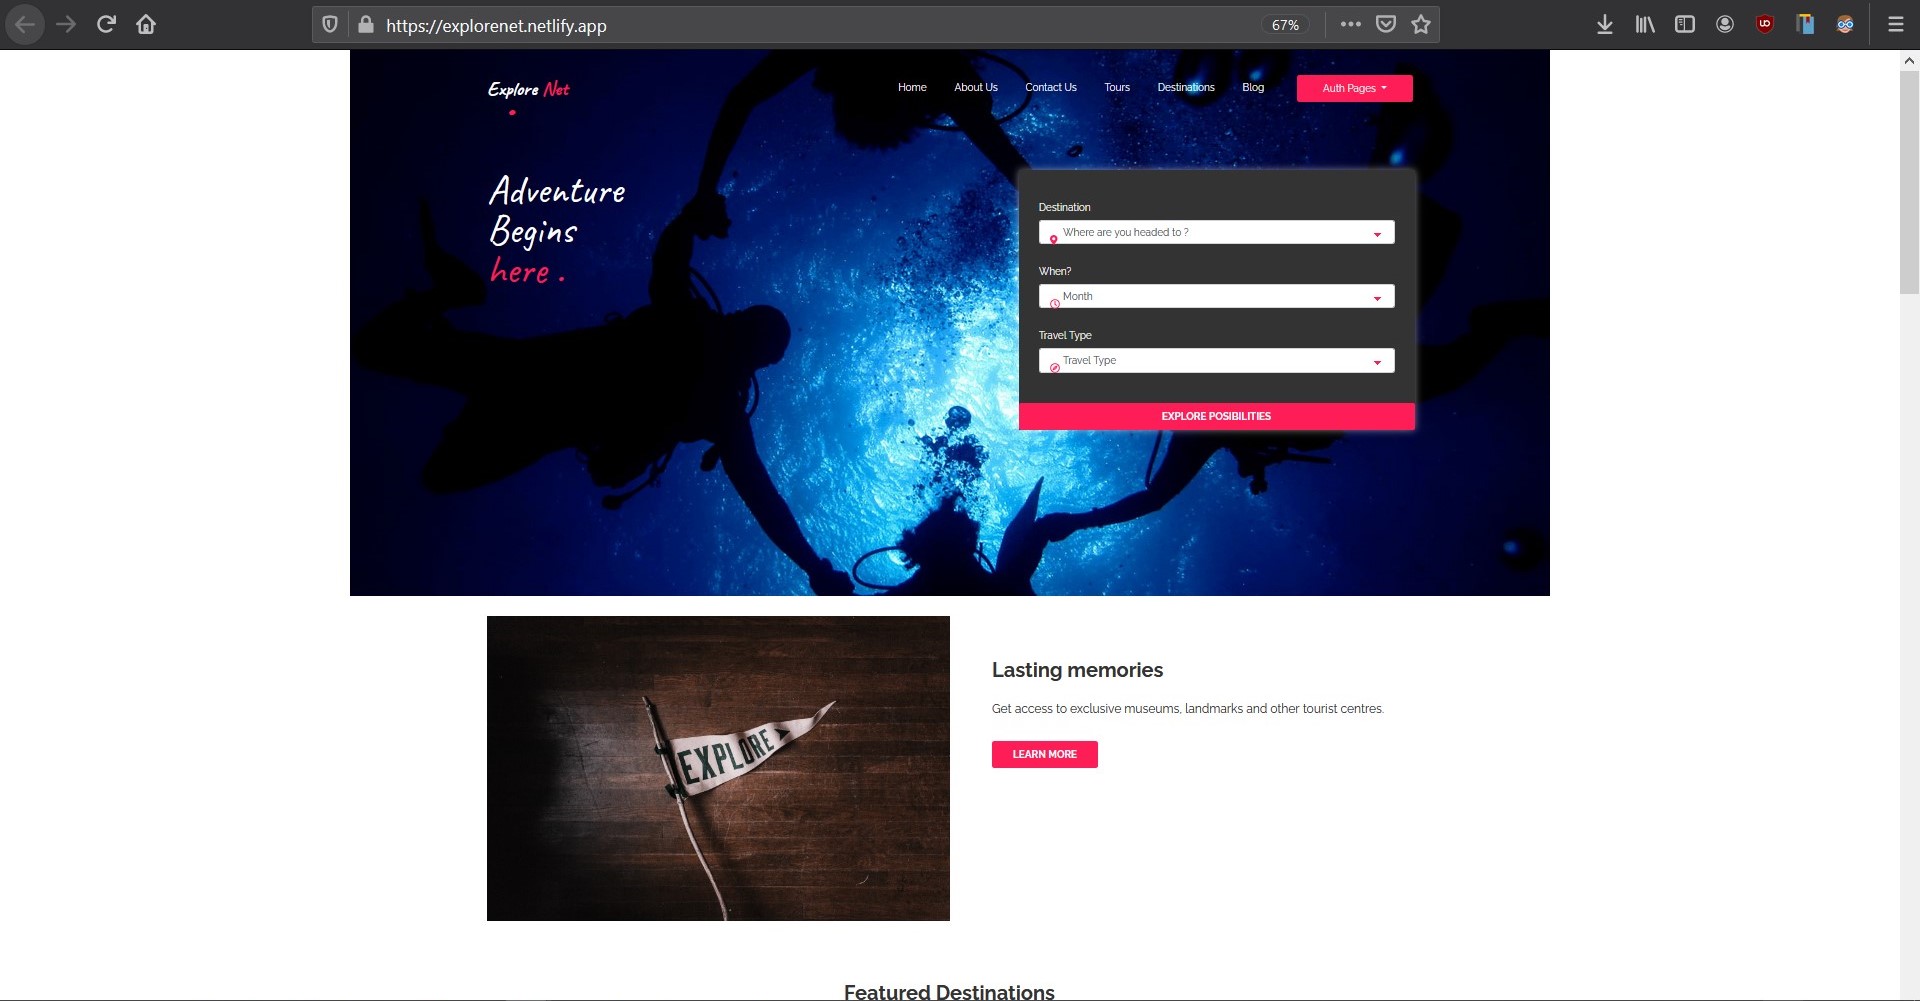 https://explorenet.netlify.app
67%
Explore Net
Home About Us Contact Us Tours Destinations Blog Auth Pages
Adventure
Begins
here .
Destination
Where are you headed to ?
When?
Month
Travel Type
Travel Type
EXPLORE POSIBILITIES
EXPLORE
Lasting memories
Get access to exclusive museums, landmarks and other tourist centres.
LEARN MORE
Featured Destinations